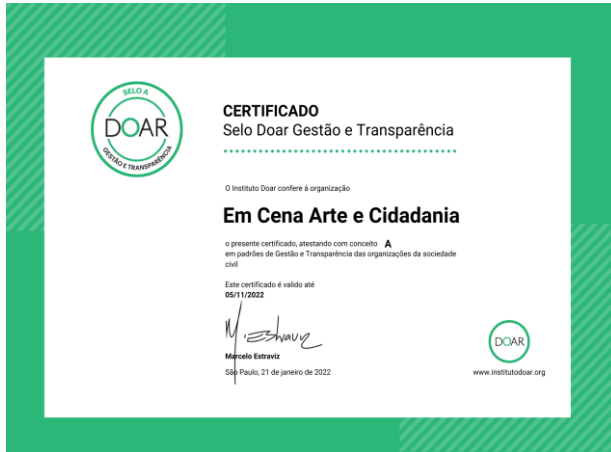 SELO A
DOAR
GESTÃO E TRANSPARÊNCIA
CERTIFICADO
Selo Doar Gestão e Transparência
O Instituto Doar confere à organização
Em Cena Arte e Cidadania
o presente certificado, atestando com conceito A
em padrões de Gestão e Transparência das organizações da sociedade
civil
Este certificado é valido até
05/11/2022
M. Estraviz
Marcelo Estraviz
São Paulo, 21 de janeiro de 2022
DOAR
www.institutodoar.org